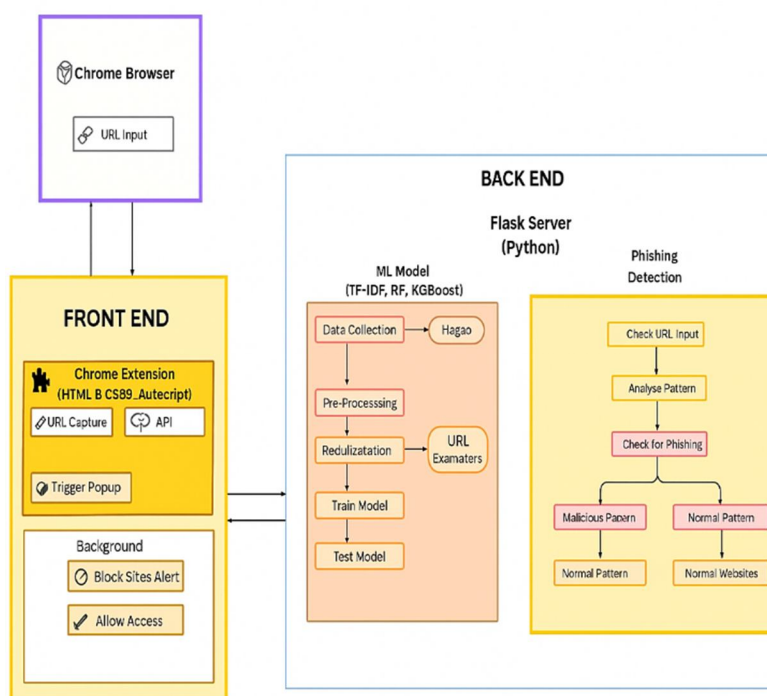 Chrome Browser
URL Input
FRONT END
Chrome Extension
(HTML B CS89_Autecript)
URL Capture
API
Trigger Popup
Background
Block Sites Alert
Allow Access
BACK END
Flask Server
(Python)
ML Model
(TF-IDF, RF, KGBoost)
Data Collection
Hagao
Pre-Processsing
Redulizatation
URL
Examaters
Train Model
Test Model
Phishing
Detection
Check URL Input
Analyse Pattern
Check for Phishing
Malicious Papern
Normal Pattern
Normal Pattern
Normal Websites